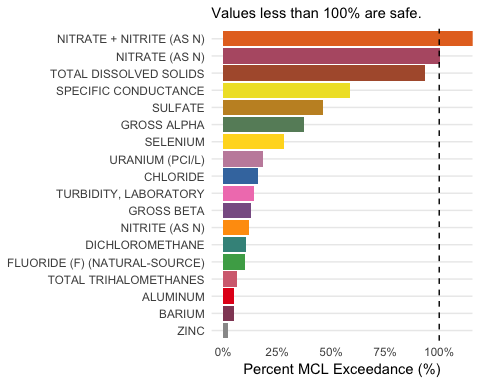 Values less than 100% are safe.
NITRATE + NITRITE (AS N)
NITRATE (AS N)
TOTAL DISSOLVED SOLIDS
SPECIFIC CONDUCTANCE
SULFATE
GROSS ALPHA
SELENIUM
URANIUM (PCI/L)
CHLORIDE
TURBIDITY, LABORATORY
GROSS BETA
NITRITE (AS N)
DICHLOROMETHANE
FLUORIDE (F) (NATURAL-SOURCE)
TOTAL TRIHALOMETHANES
ALUMINUM
BARIUM
ZINC
0% 25% 50% 75% 100%
Percent MCL Exceedance (%)